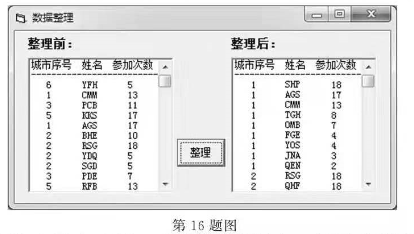 数据整理
整理前：
城市序号 姓名 参加次数
6 YFH 5
1 CMM 13
3 PCB 11
5 KKS 17
1 AGS 17
2 BHE 10
2 RSG 18
2 YDQ 5
2 SGD 5
3 PDE 7
5 RFB 13
整理
整理后：
城市序号 姓名 参加次数
1 SHP 18
1 AGS 17
1 CMM 13
1 TGH 8
1 OMB 7
1 FGE 4
1 YOS 4
1 JNA 3
1 QEN 2
2 RSG 18
2 QHF 18
第16题图